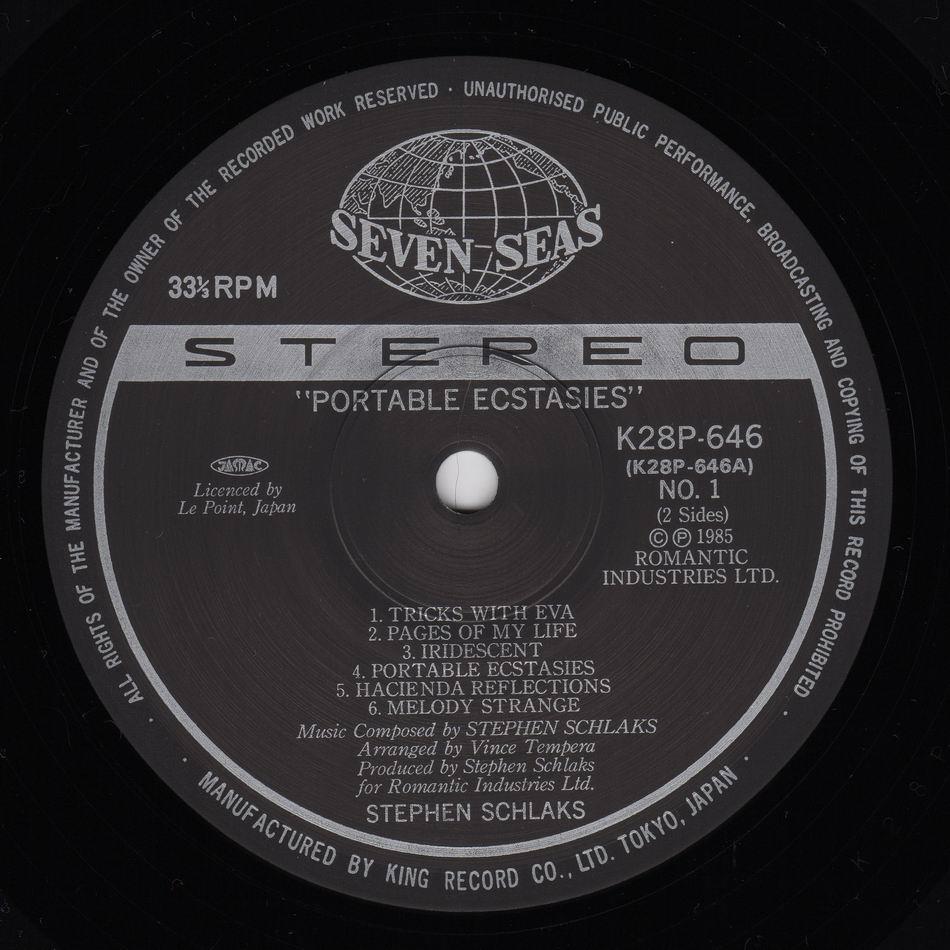 ALL RIGHTS OF THE MANUFACTURER AND OF THE OWNER OF THE RECORDED WORK RESERVED · UNAUTHORISED PUBLIC PERFORMANCE, BROADCASTING AND COPYING OF THIS RECORD PROHIBITED ·
SEVEN SEAS
33⅓ RPM
STEREO
"PORTABLE ECSTASIES"
K28P-646
(K28P-646A)
NO. 1
(2 Sides)
©℗ 1985
ROMANTIC
INDUSTRIES LTD.
JASRAC
Licenced by
Le Point, Japan
1. TRICKS WITH EVA
2. PAGES OF MY LIFE
3. IRIDESCENT
4. PORTABLE ECSTASIES
5. HACIENDA REFLECTIONS
6. MELODY STRANGE
Music Composed by STEPHEN SCHLAKS
Arranged by Vince Tempera
Produced by Stephen Schlaks
for Romantic Industries Ltd.
STEPHEN SCHLAKS
· MANUFACTURED BY KING RECORD CO., LTD. TOKYO, JAPAN ·